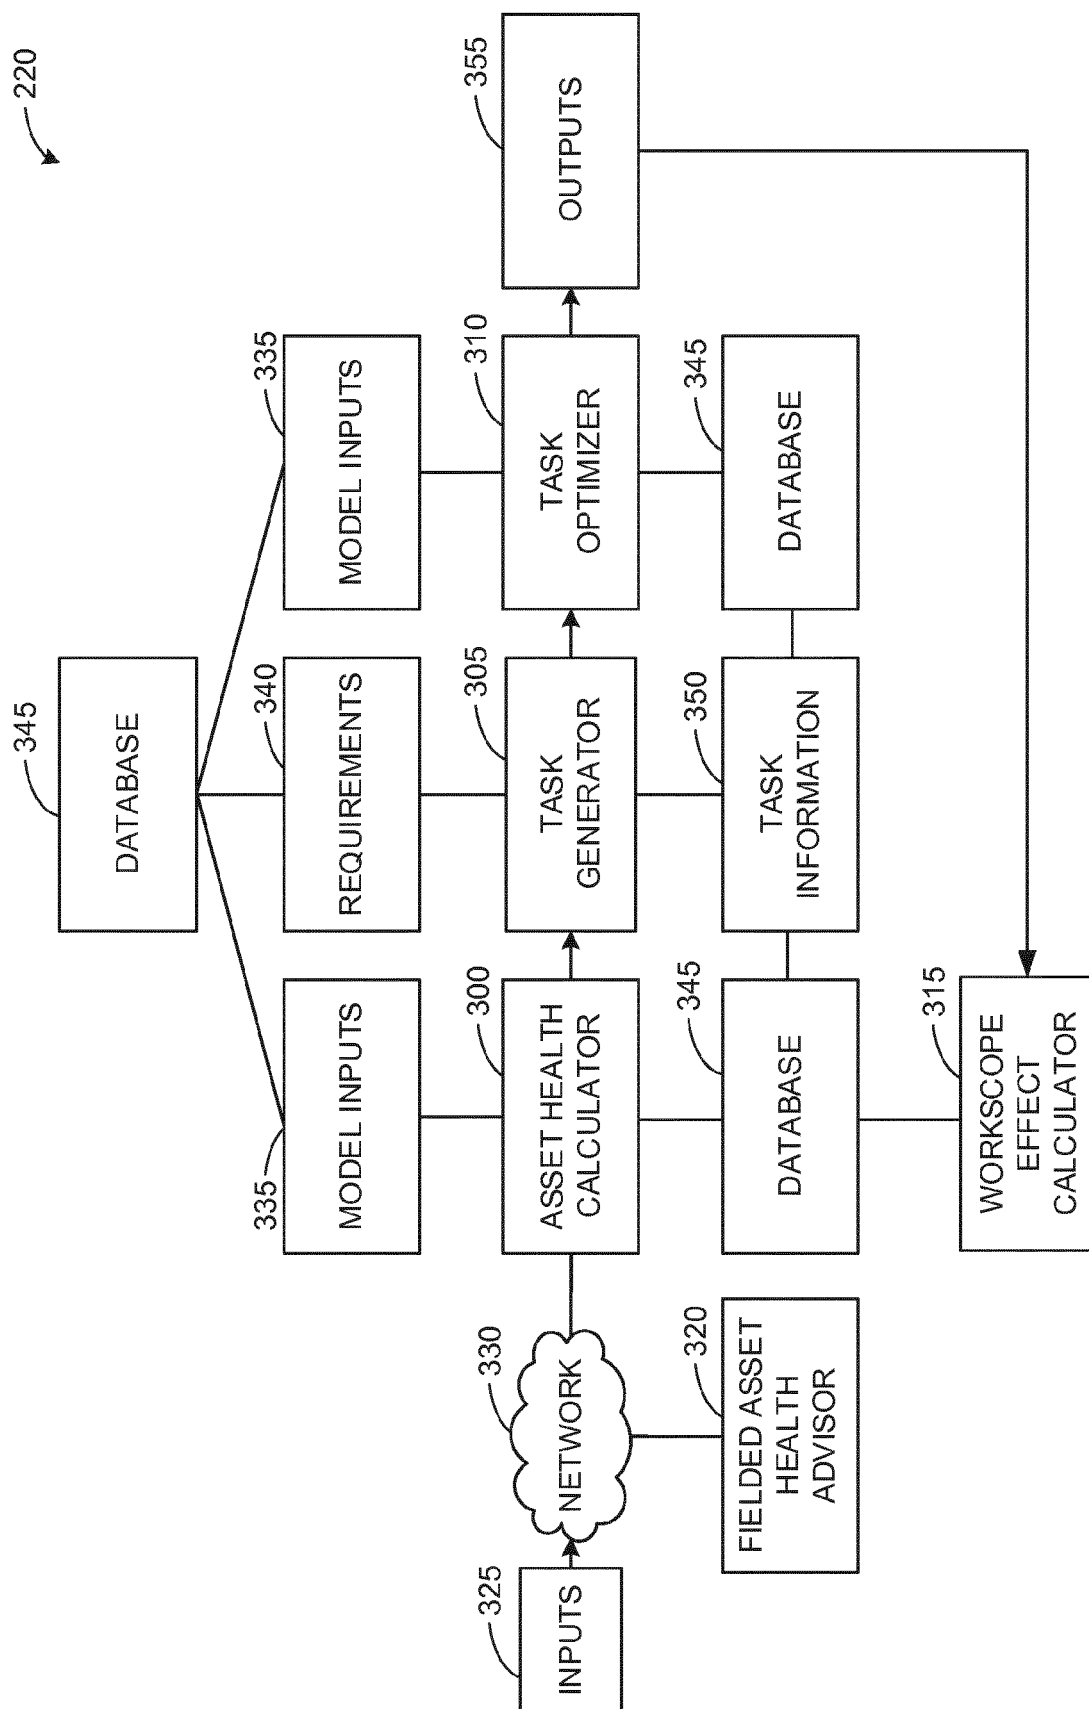 220
345
DATABASE
335
MODEL INPUTS
340
REQUIREMENTS
335
MODEL INPUTS
325
INPUTS
330
NETWORK
300
ASSET HEALTH
CALCULATOR
305
TASK
GENERATOR
310
TASK
OPTIMIZER
355
OUTPUTS
320
FIELDED ASSET
HEALTH
ADVISOR
345
DATABASE
350
TASK
INFORMATION
345
DATABASE
315
WORKSCOPE
EFFECT
CALCULATOR